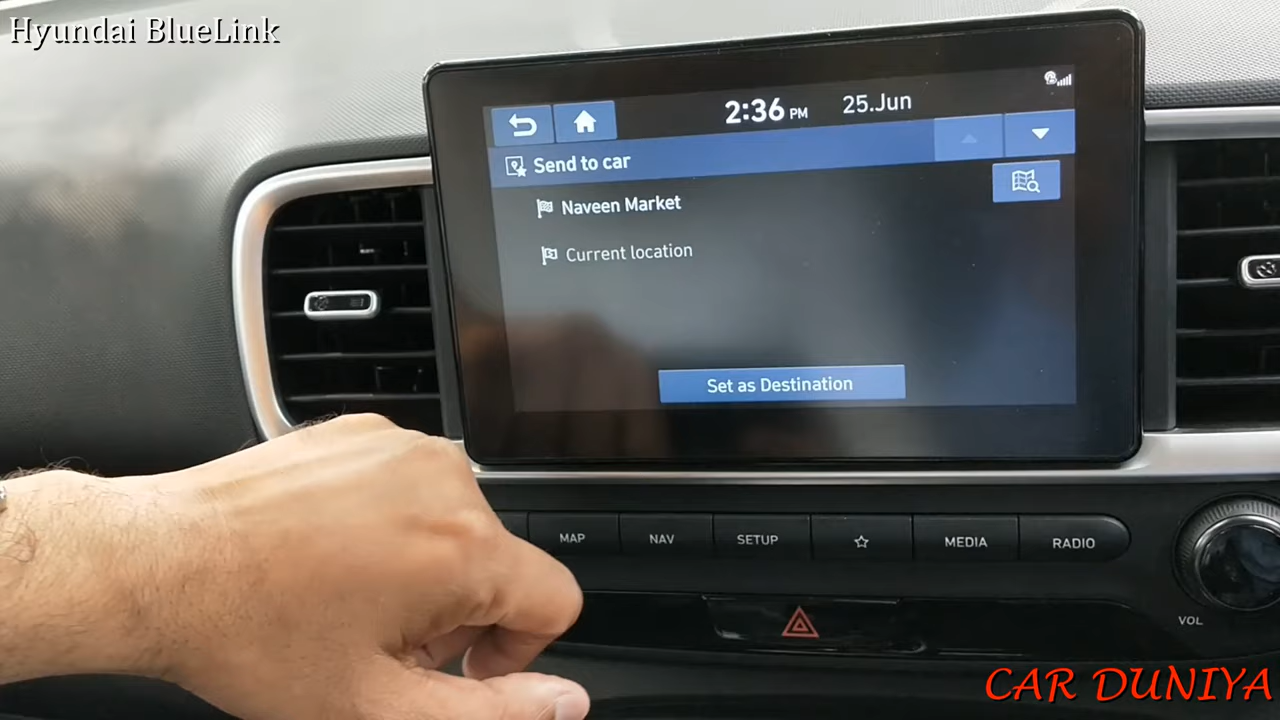 Hyundai BlueLink
2:36 PM 25.Jun
Send to car
Naveen Market
Current location
Set as Destination
MAP NAV SETUP MEDIA RADIO
VOL
CAR DUNIYA